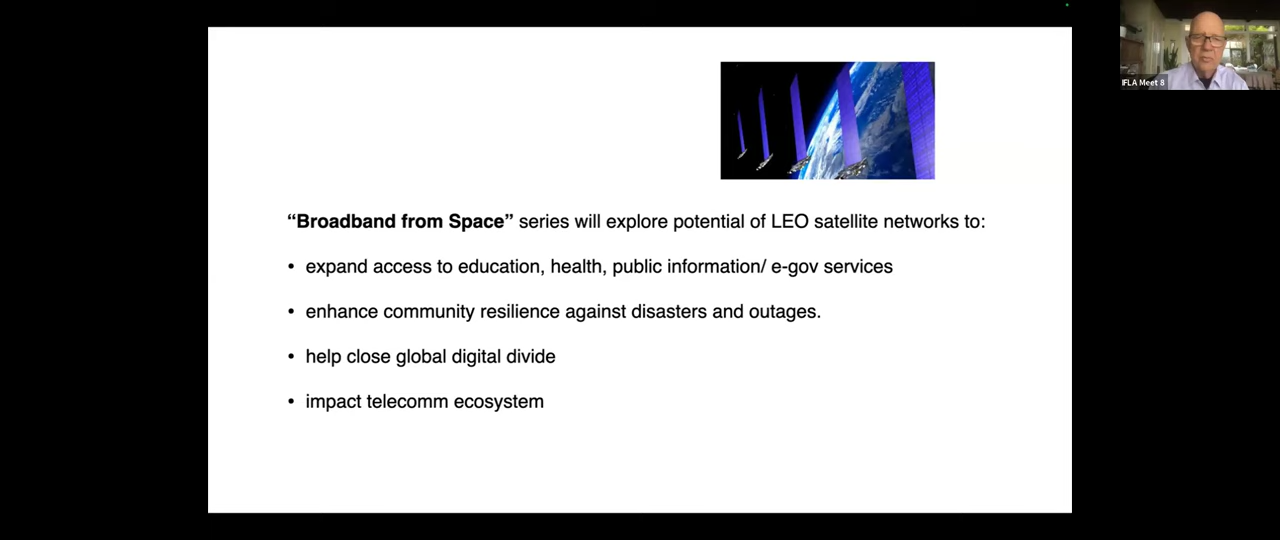 IFLA Meet 8
“Broadband from Space” series will explore potential of LEO satellite networks to:
• expand access to education, health, public information/ e-gov services
• enhance community resilience against disasters and outages.
• help close global digital divide
• impact telecomm ecosystem